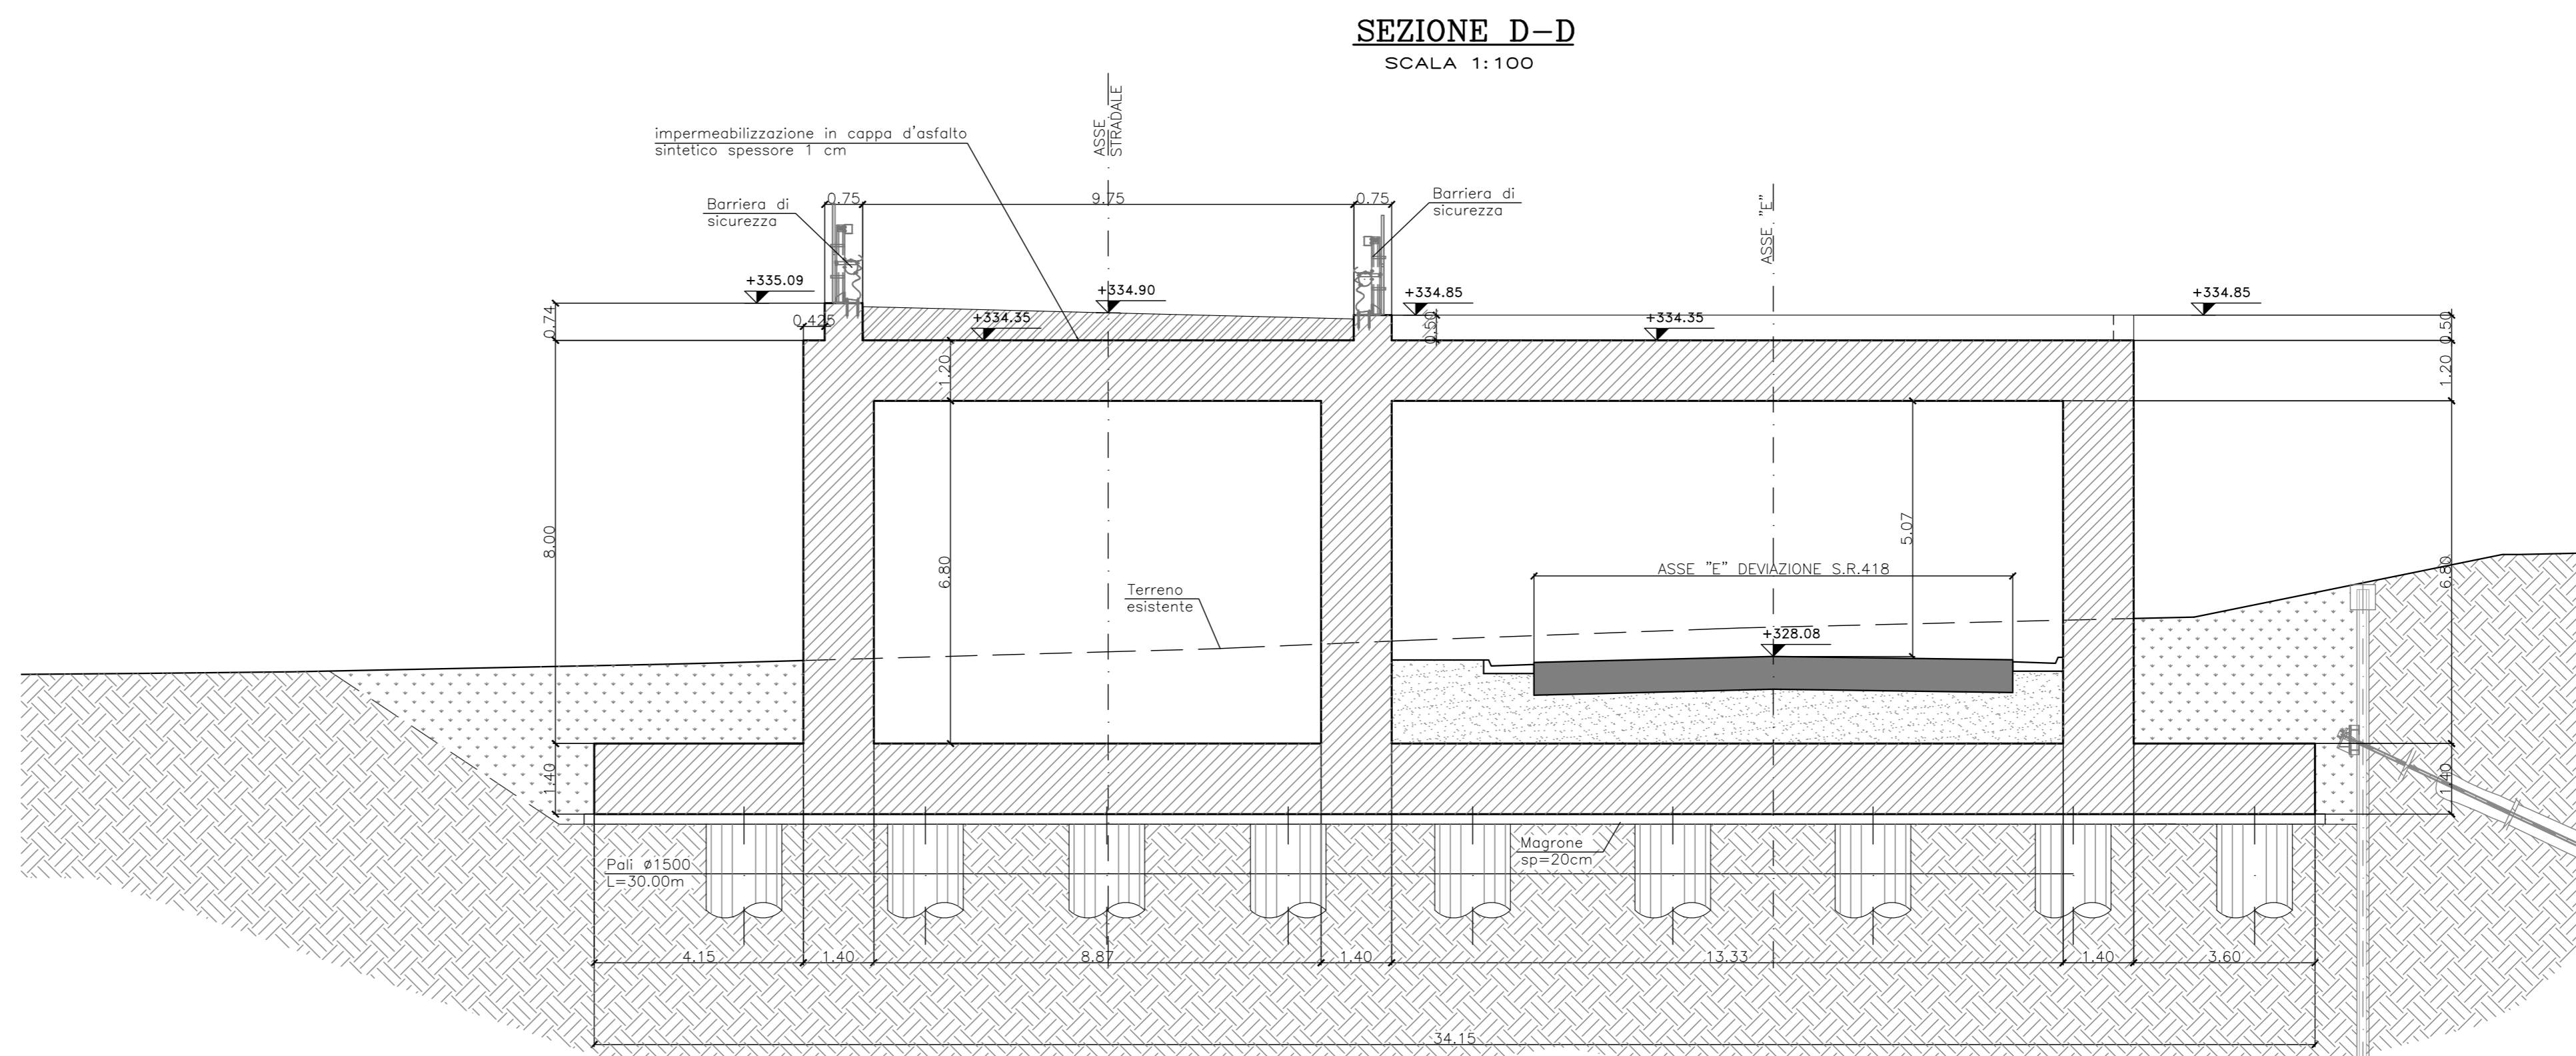 SEZIONE D-D
SCALA 1:100
ASSE
STRADALE
impermeabilizzazione in cappa d'asfalto
sintetico spessore 1 cm
Barriera di
sicurezza
0.75
9.75
0.75
Barriera di
sicurezza
ASSE "E"
+335.09
+334.90
+334.85
+334.85
0.74
0.425
+334.35
0.50
+334.35
0.50
1.20
1.20
8.00
6.80
5.07
6.80
ASSE "E" DEVIAZIONE S.R.418
Terreno
esistente
+328.08
1.40
1.40
Pali ø1500
L=30.00m
Magrone
sp=20cm
4.15
1.40
8.87
1.40
13.33
1.40
3.60
34.15